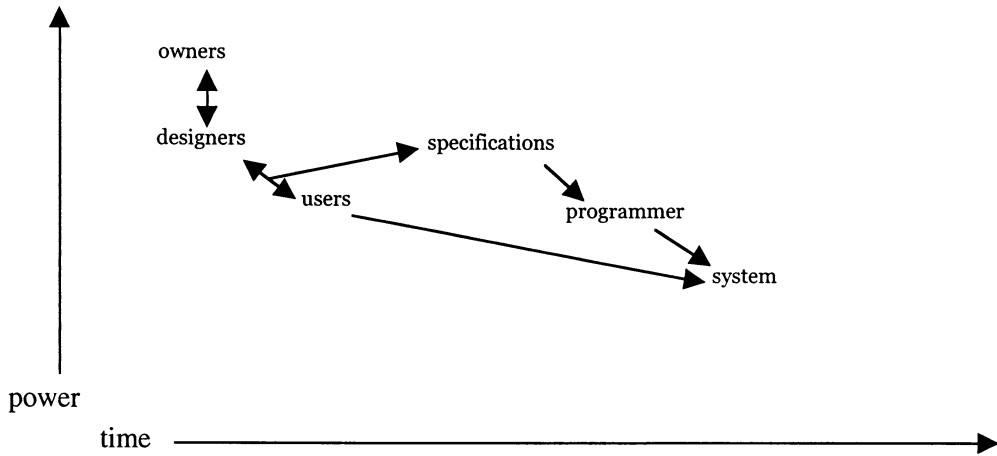 owners
designers
specifications
users
programmer
system
power
time